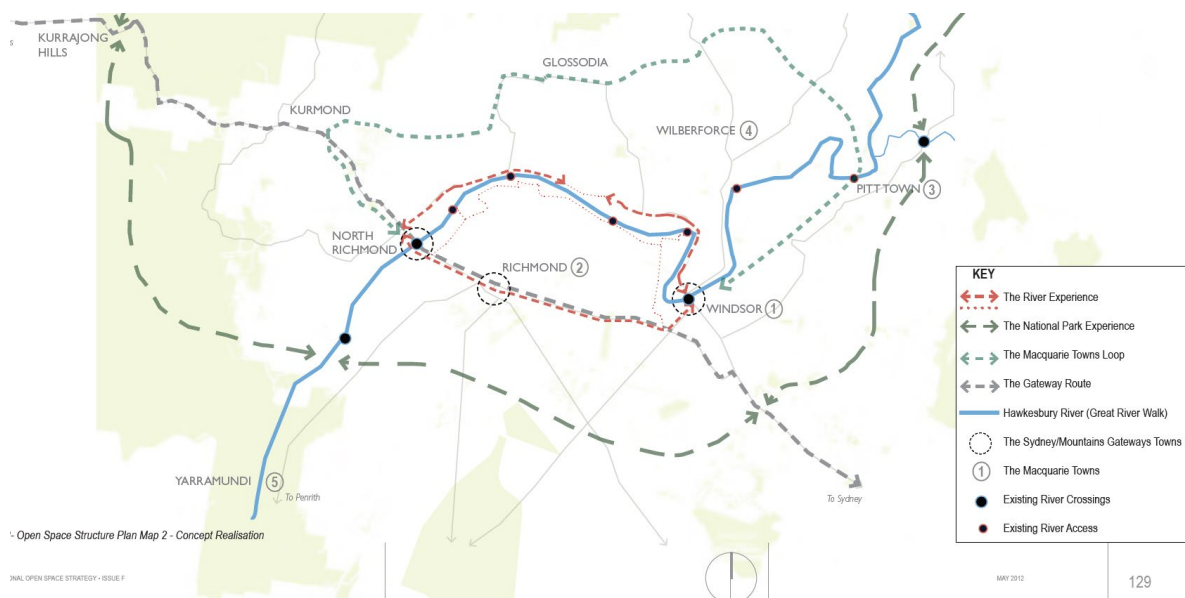 KURRAJONG
HILLS
GLOSSODIA
KURMOND
WILBERFORCE 4
PITT TOWN 3
NORTH
RICHMOND
RICHMOND 2
WINDSOR 1
YARRAMUNDI 5
To Penrith
To Sydney
KEY
The River Experience
The National Park Experience
The Macquarie Towns Loop
The Gateway Route
Hawkesbury River (Great River Walk)
The Sydney/Mountains Gateways Towns
1 The Macquarie Towns
Existing River Crossings
Existing River Access
- Open Space Structure Plan Map 2 - Concept Realisation
ONAL OPEN SPACE STRATEGY - ISSUE F
MAY 2012
129